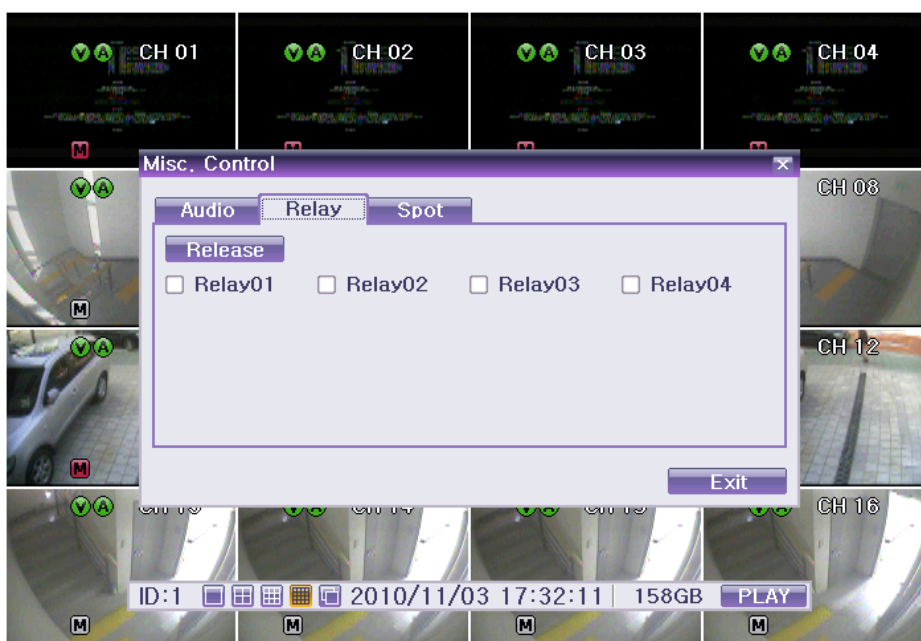 CH 01
CH 02
CH 03
CH 04
V A
V A
V A
V A
M
Misc. Control
V A
CH 08
Audio
Relay
Spot
Release
Relay01
Relay02
Relay03
Relay04
M
V A
CH 12
M
Exit
V A
CH 16
ID:1
2010/11/03 17:32:11
158GB
PLAY
M
M
M
M